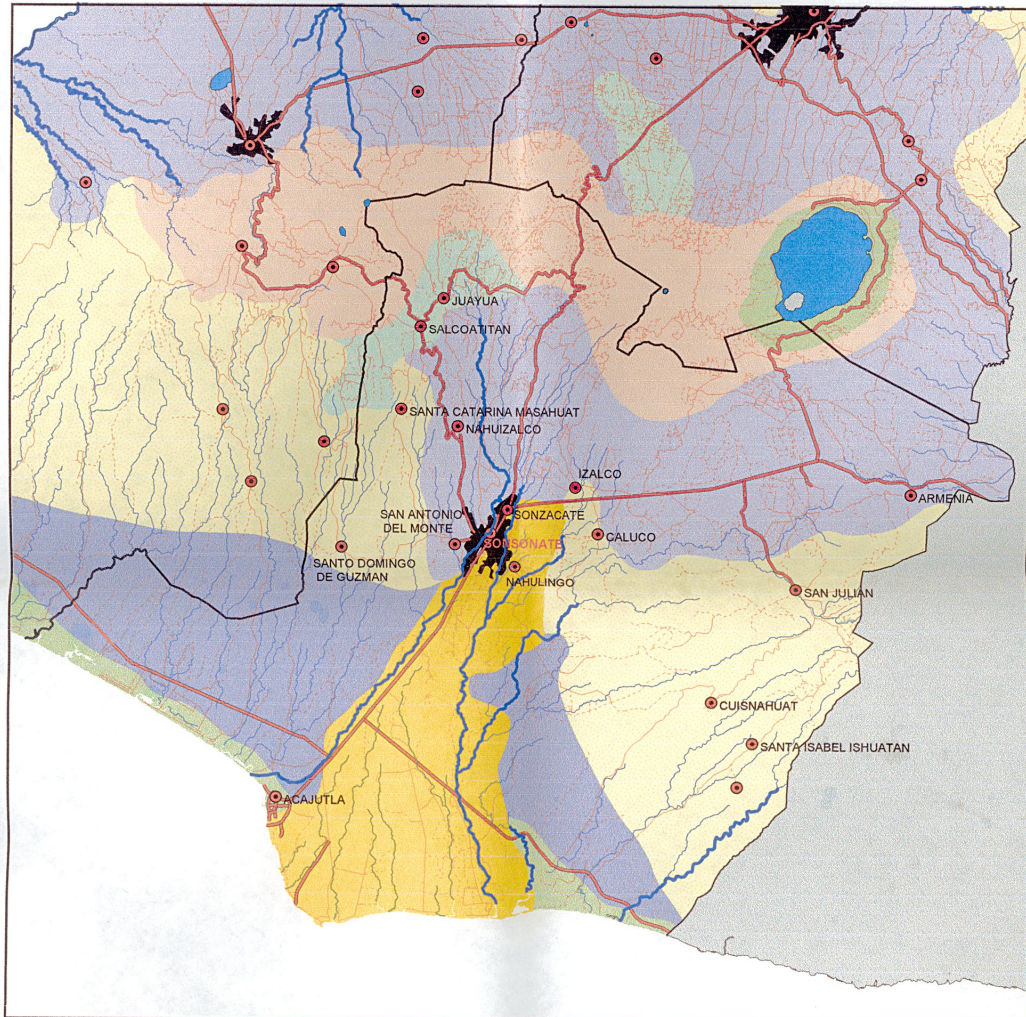 JUAYUA
SALCOATITAN
SANTA CATARINA MASAHUAT
NAHUIZALCO
IZALCO
ARMENIA
SAN ANTONIO
DEL MONTE
SONZACATE
SONSONATE
CALUCO
SANTO DOMINGO
DE GUZMAN
NAHULINGO
SAN JULIAN
CUISNAHUAT
SANTA ISABEL ISHUATAN
ACAJUTLA